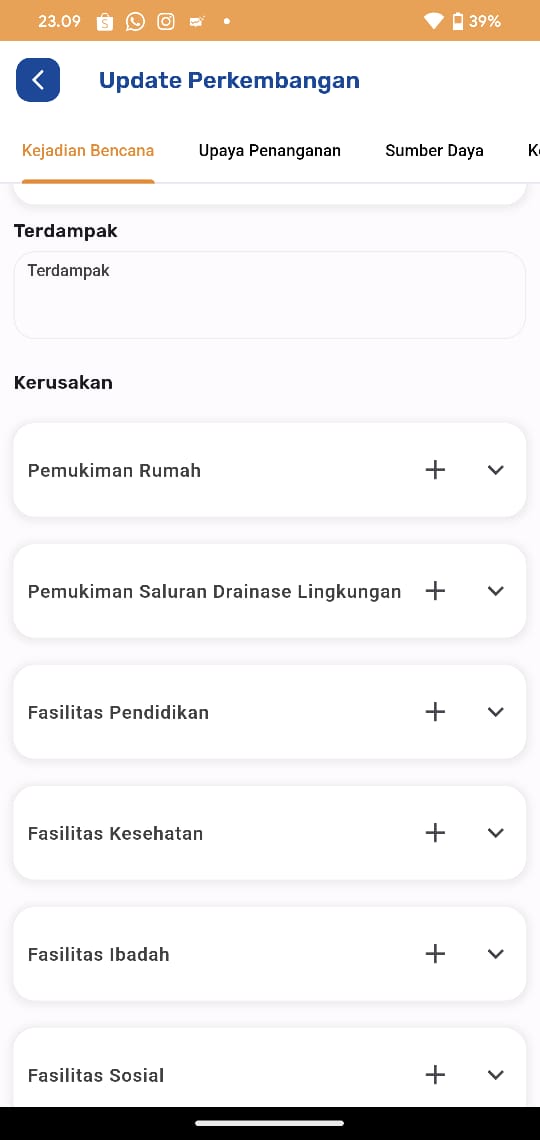 23.09
39%
Update Perkembangan
Kejadian Bencana
Upaya Penanganan
Sumber Daya
Terdampak
Terdampak
Kerusakan
Pemukiman Rumah
Pemukiman Saluran Drainase Lingkungan
Fasilitas Pendidikan
Fasilitas Kesehatan
Fasilitas Ibadah
Fasilitas Sosial